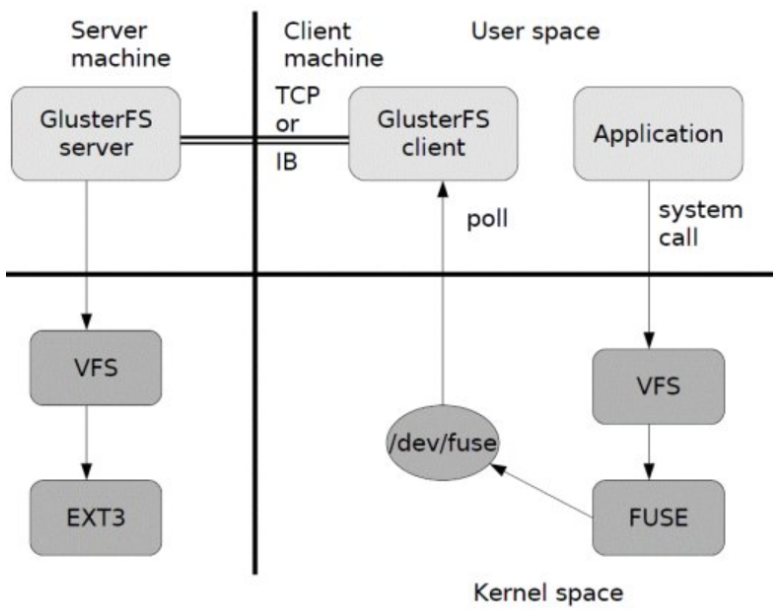 Server
machine
Client
machine
User space
GlusterFS
server
TCP
or
IB
GlusterFS
client
Application
poll
system
call
VFS
VFS
/dev/fuse
EXT3
FUSE
Kernel space